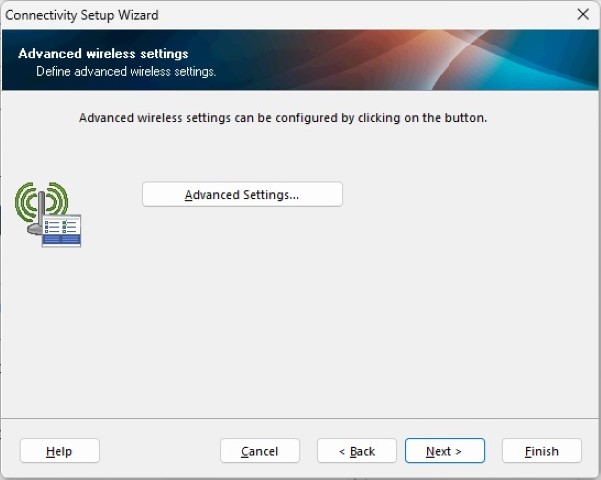 Connectivity Setup Wizard
Advanced wireless settings
Define advanced wireless settings.
Advanced wireless settings can be configured by clicking on the button.
Advanced Settings...
Help
Cancel
< Back
Next >
Finish